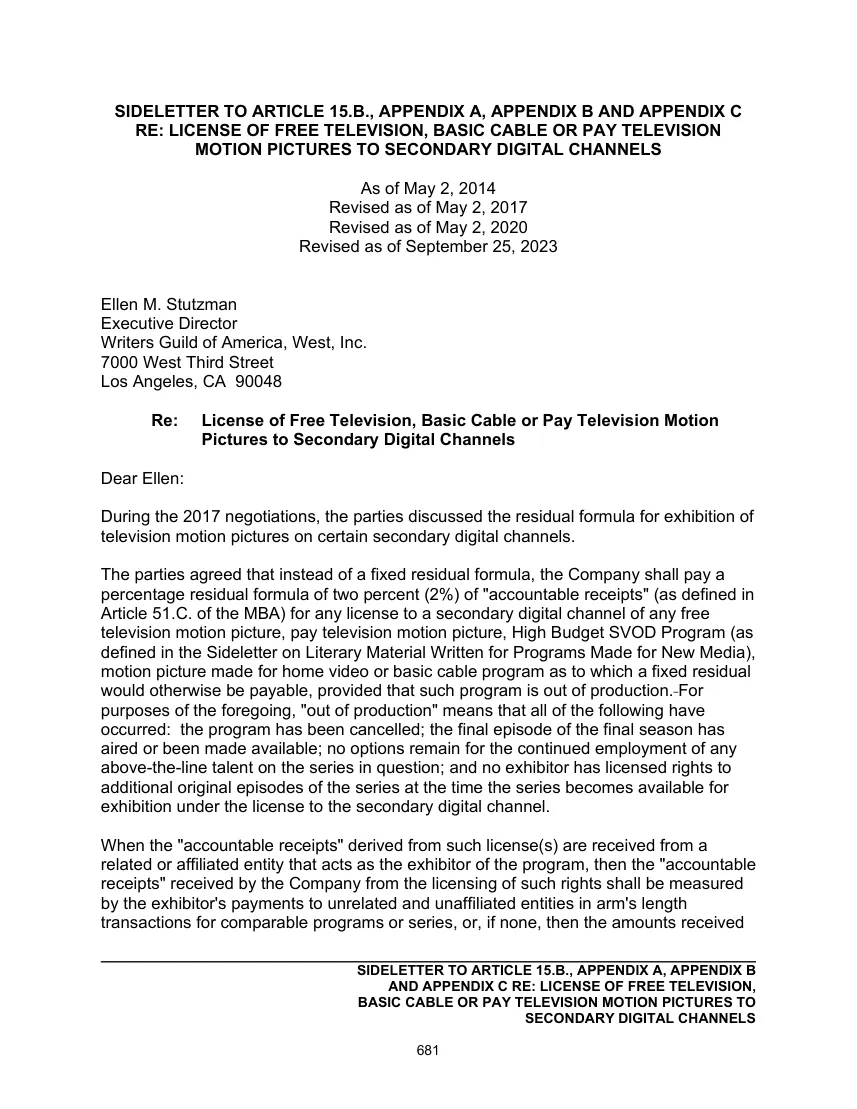 SIDELETTER TO ARTICLE 15.B., APPENDIX A, APPENDIX B AND APPENDIX C
RE: LICENSE OF FREE TELEVISION, BASIC CABLE OR PAY TELEVISION
MOTION PICTURES TO SECONDARY DIGITAL CHANNELS
As of May 2, 2014
Revised as of May 2, 2017
Revised as of May 2, 2020
Revised as of September 25, 2023
Ellen M. Stutzman
Executive Director
Writers Guild of America, West, Inc.
7000 West Third Street
Los Angeles, CA  90048
Re: License of Free Television, Basic Cable or Pay Television Motion
Pictures to Secondary Digital Channels
Dear Ellen:
During the 2017 negotiations, the parties discussed the residual formula for exhibition of
television motion pictures on certain secondary digital channels.
The parties agreed that instead of a fixed residual formula, the Company shall pay a
percentage residual formula of two percent (2%) of "accountable receipts" (as defined in
Article 51.C. of the MBA) for any license to a secondary digital channel of any free
television motion picture, pay television motion picture, High Budget SVOD Program (as
defined in the Sideletter on Literary Material Written for Programs Made for New Media),
motion picture made for home video or basic cable program as to which a fixed residual
would otherwise be payable, provided that such program is out of production.-For
purposes of the foregoing, "out of production" means that all of the following have
occurred:  the program has been cancelled; the final episode of the final season has
aired or been made available; no options remain for the continued employment of any
above-the-line talent on the series in question; and no exhibitor has licensed rights to
additional original episodes of the series at the time the series becomes available for
exhibition under the license to the secondary digital channel.
When the "accountable receipts" derived from such license(s) are received from a
related or affiliated entity that acts as the exhibitor of the program, then the "accountable
receipts" received by the Company from the licensing of such rights shall be measured
by the exhibitor's payments to unrelated and unaffiliated entities in arm's length
transactions for comparable programs or series, or, if none, then the amounts received
SIDELETTER TO ARTICLE 15.B., APPENDIX A, APPENDIX B
AND APPENDIX C RE: LICENSE OF FREE TELEVISION,
BASIC CABLE OR PAY TELEVISION MOTION PICTURES TO
SECONDARY DIGITAL CHANNELS
681